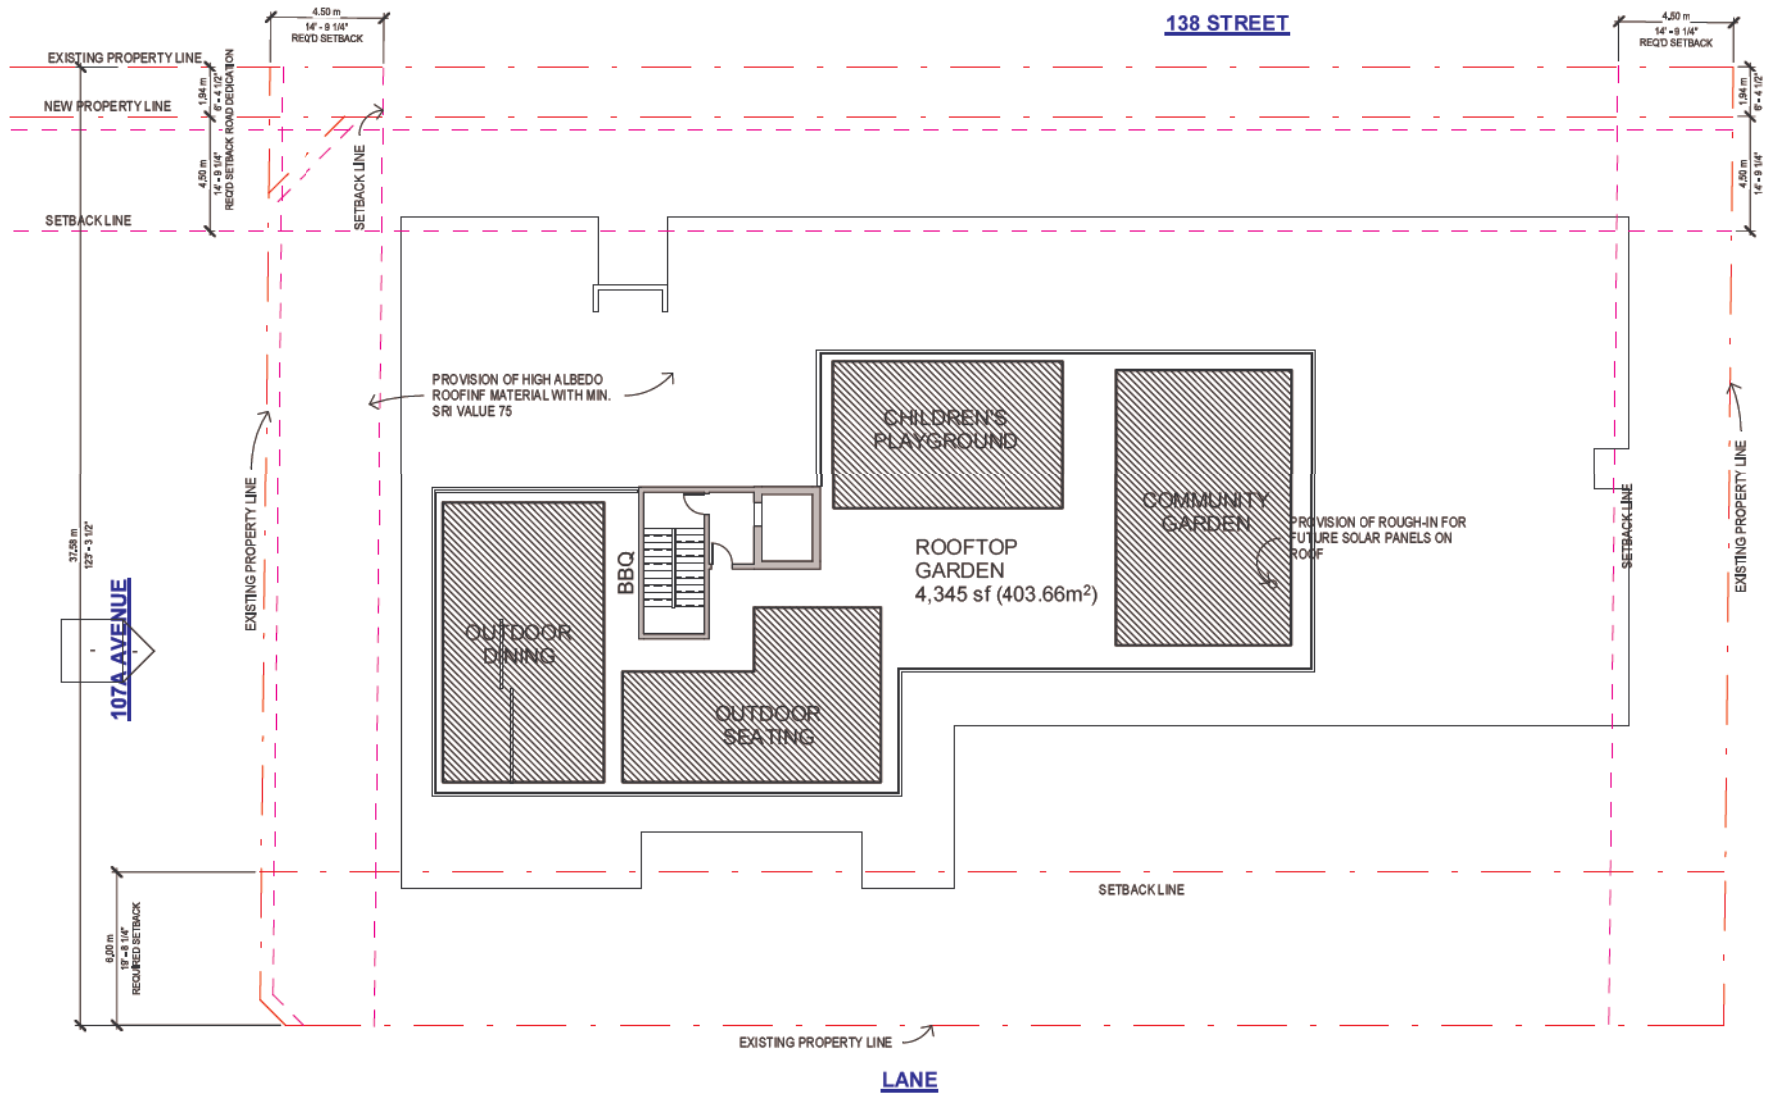 4.50 m
14' - 9 1/4"
REQ'D SETBACK
138 STREET
4.50 m
14' - 9 1/4"
REQ'D SETBACK
EXISTING PROPERTY LINE
1.94 m
6' - 4 1/2"
ROAD DEDICATION
NEW PROPERTY LINE
4.50 m
14' - 9 1/4"
REQ'D SETBACK
SETBACK LINE
SETBACK LINE
1.94 m
6' - 4 1/2"
4.50 m
14' - 9 1/4"
PROVISION OF HIGH ALBEDO
ROOFINF MATERIAL WITH MIN.
SRI VALUE 75
CHILDREN'S
PLAYGROUND
COMMUNITY
GARDEN
PROVISION OF ROUGH-IN FOR
FUTURE SOLAR PANELS ON
ROOF
EXISTING PROPERTY LINE
SETBACK LINE
EXISTING PROPERTY LINE
37.58 m
123' - 3 1/2"
107A AVENUE
BBQ
ROOFTOP
GARDEN
4,345 sf (403.66m²)
OUTDOOR
DINING
OUTDOOR
SEATING
6.00 m
19' - 8 1/4"
REQUIRED SETBACK
SETBACK LINE
EXISTING PROPERTY LINE
LANE